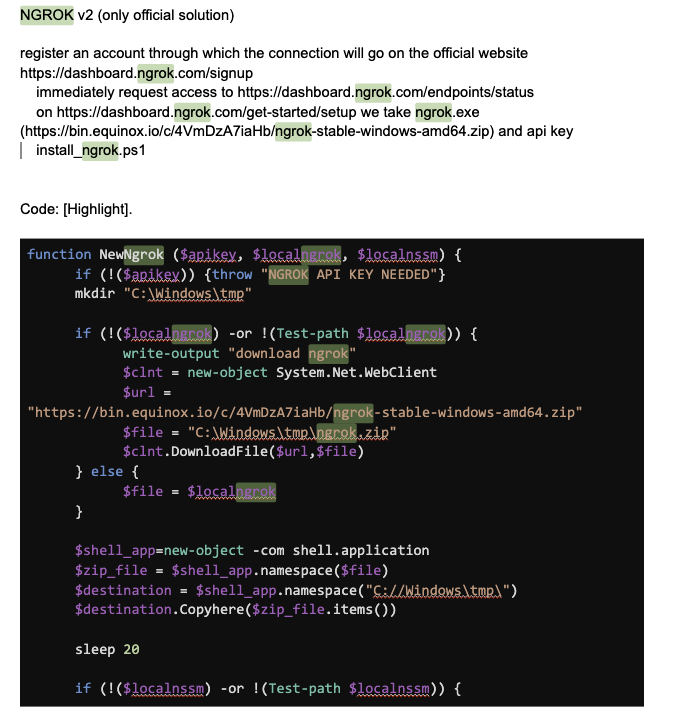 NGROK v2 (only official solution)
register an account through which the connection will go on the official website
https://dashboard.ngrok.com/signup
immediately request access to https://dashboard.ngrok.com/endpoints/status
on https://dashboard.ngrok.com/get-started/setup we take ngrok.exe
(https://bin.equinox.io/c/4VmDzA7iaHb/ngrok-stable-windows-amd64.zip) and api key
install_ngrok.ps1
Code: [Highlight].
function NewNgrok ($apikey, $localngrok, $localnssm) {
if (!($apikey)) {throw "NGROK API KEY NEEDED"}
mkdir "C:\Windows\tmp"
if (!($localngrok) -or !(Test-path $localngrok)) {
write-output "download ngrok"
$clnt = new-object System.Net.WebClient
$url =
"https://bin.equinox.io/c/4VmDzA7iaHb/ngrok-stable-windows-amd64.zip"
$file = "C:\Windows\tmp\ngrok.zip"
$clnt.DownloadFile($url,$file)
} else {
$file = $localngrok
}
$shell_app=new-object -com shell.application
$zip_file = $shell_app.namespace($file)
$destination = $shell_app.namespace("C://Windows\tmp\")
$destination.Copyhere($zip_file.items())
sleep 20
if (!($localnssm) -or !(Test-path $localnssm)) {